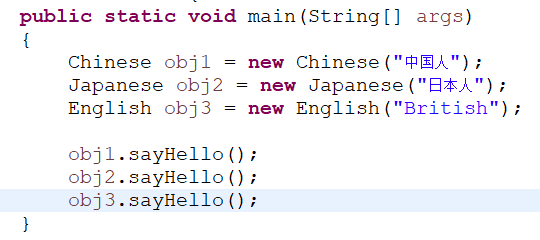 public static void main(String[] args)
{
    Chinese obj1 = new Chinese("中国人");
    Japanese obj2 = new Japanese("日本人");
    English obj3 = new English("British");

    obj1.sayHello();
    obj2.sayHello();
    obj3.sayHello();
}